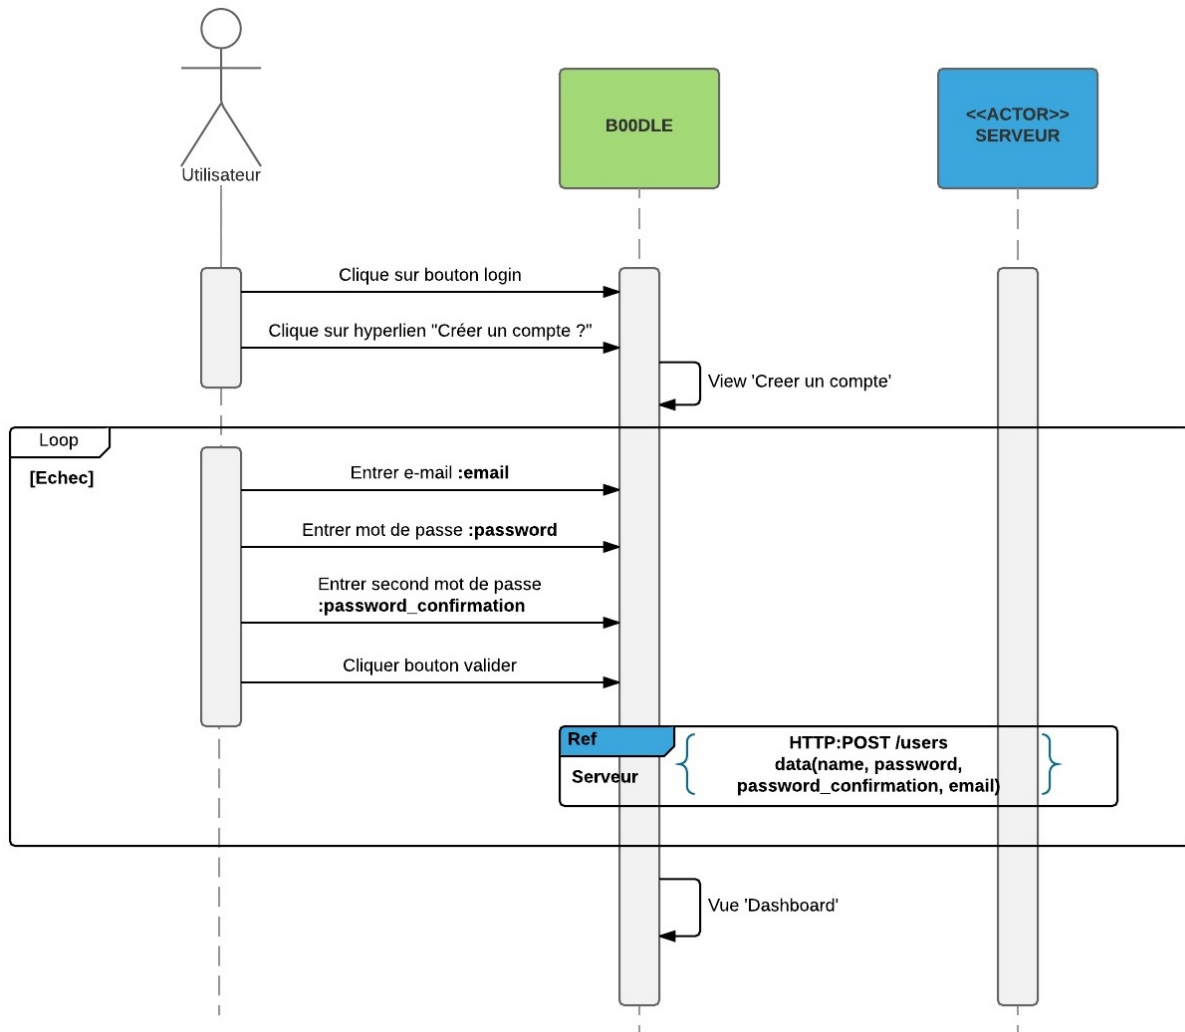 Utilisateur
B00DLE
<<ACTOR>>
SERVEUR
Clique sur bouton login
Clique sur hyperlien "Créer un compte ?"
View 'Creer un compte'
Loop
[Echec]
Entrer e-mail :email
Entrer mot de passe :password
Entrer second mot de passe
:password_confirmation
Cliquer bouton valider
Ref
Serveur
HTTP:POST /users
data(name, password,
password_confirmation, email)
Vue 'Dashboard'